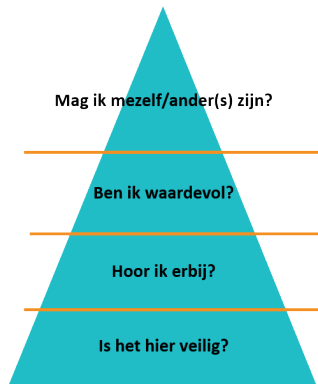 Mag ik mezelf/ander(s) zijn?
Ben ik waardevol?
Hoor ik erbij?
Is het hier veilig?